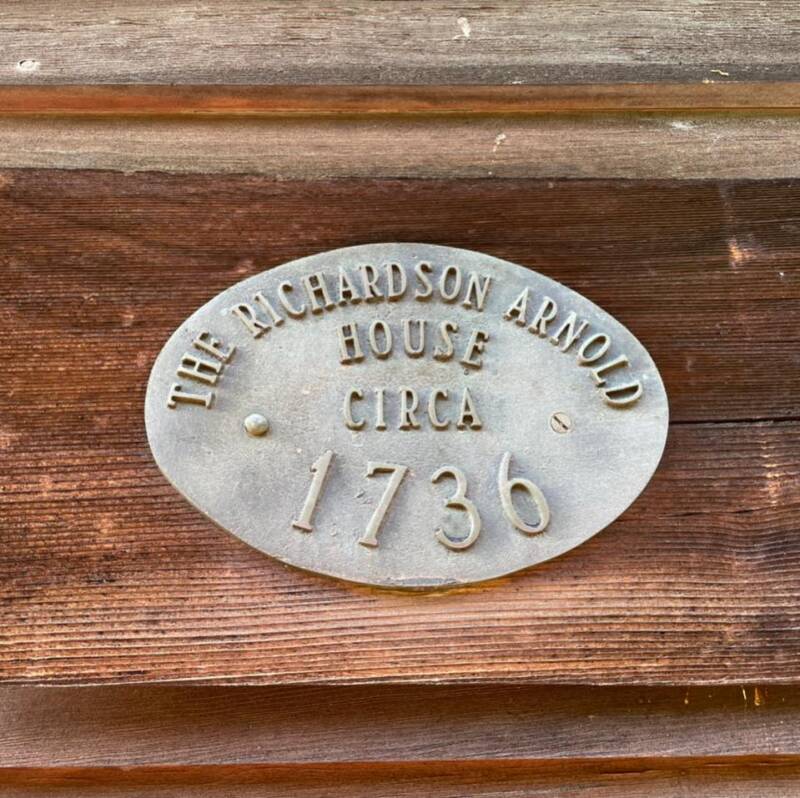 THE RICHARDSON ARNOLD
HOUSE
CIRCA
1736